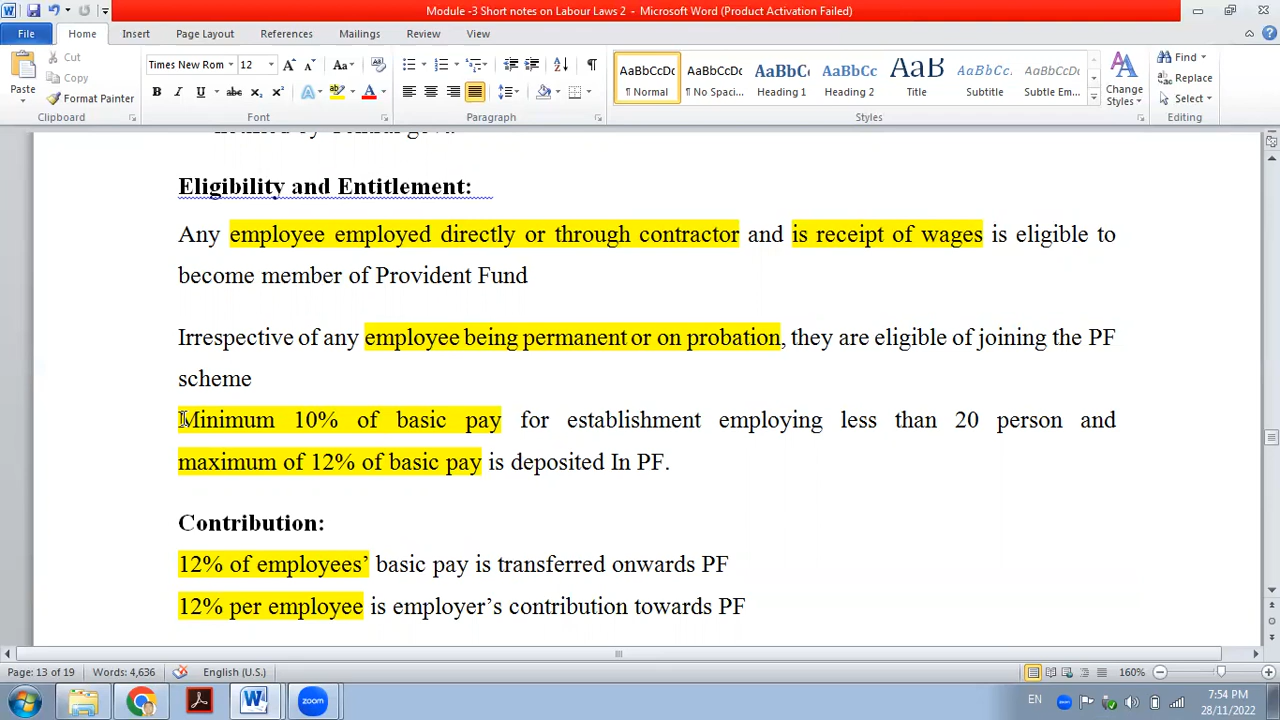 Module -3 Short notes on Labour Laws 2 - Microsoft Word (Product Activation Failed)
File Home Insert Page Layout References Mailings Review View
Cut
Copy
Paste
Format Painter
Clipboard
Times New Rom 12
Font
Paragraph
AaBbCcDc AaBbCcDc AaBbCc AaBbCc AaB AaBbCcDc AaBbCcDc
¶ Normal ¶ No Spaci... Heading 1 Heading 2 Title Subtitle Subtle Em...
Styles
Change Styles
Find
Replace
Select
Editing
notified by Central govt.
Eligibility and Entitlement:
Any employee employed directly or through contractor and is receipt of wages is eligible to
become member of Provident Fund
Irrespective of any employee being permanent or on probation, they are eligible of joining the PF
scheme
Minimum 10% of basic pay for establishment employing less than 20 person and
maximum of 12% of basic pay is deposited In PF.
Contribution:
12% of employees’ basic pay is transferred onwards PF
12% per employee is employer’s contribution towards PF
Page: 13 of 19 Words: 4,636 English (U.S.) 160%
zoom EN 7:54 PM
28/11/2022